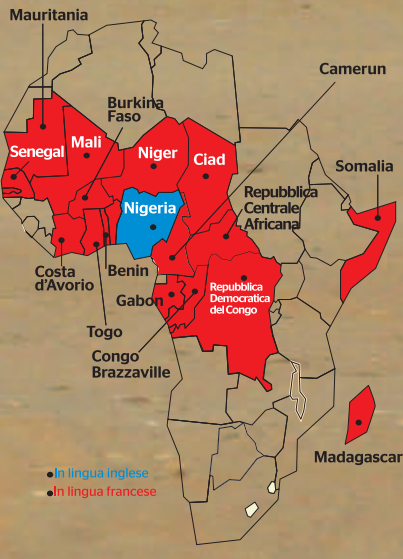 Mauritania
Camerun
Burkina
Faso
Senegal
Mali
Niger
Ciad
Somalia
Nigeria
Repubblica
Centrale
Africana
Costa
d'Avorio
Benin
Gabon
Repubblica
Democratica
del Congo
Togo
Congo
Brazzaville
Madagascar
In lingua inglese
In lingua francese